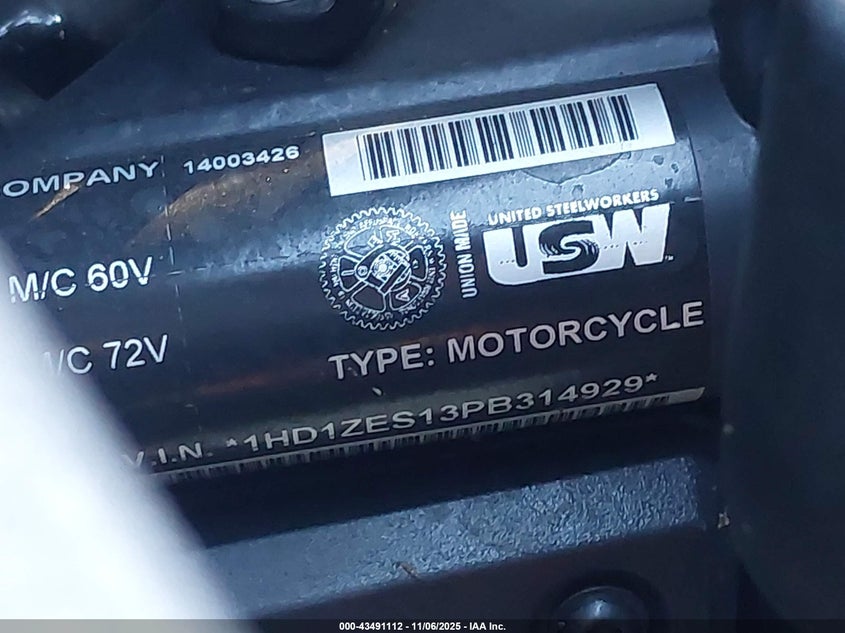 OMPANY 14003426
UNITED STEELWORKERS
USW
UNION MADE
M/C 60V
/C 72V
TYPE: MOTORCYCLE
V.I.N. *1HD1ZES13PB314929*
000-43491112 - 11/06/2025 - IAA Inc.